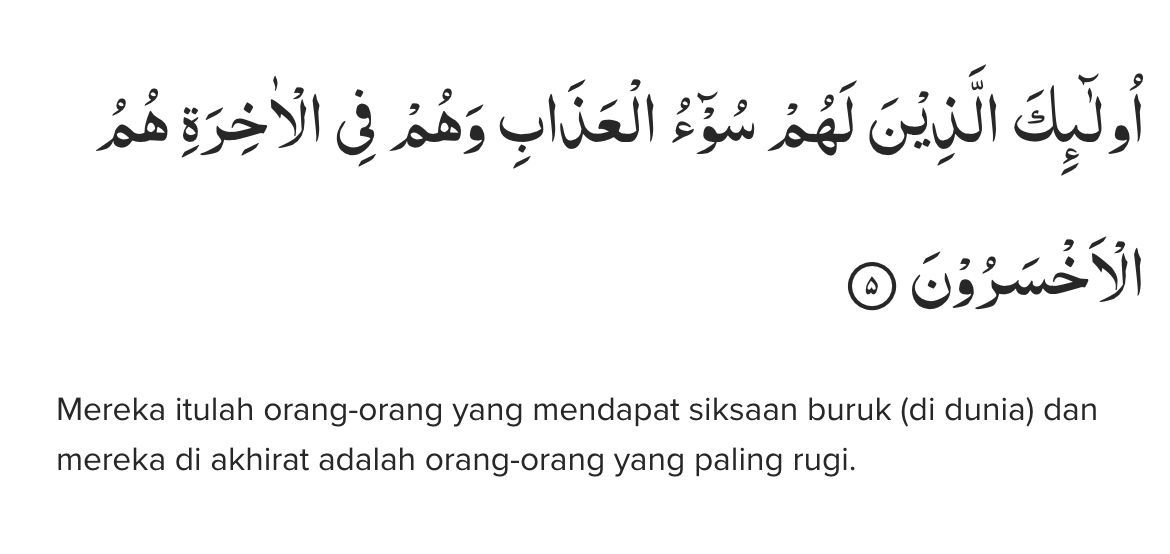 اُولٰۤىِٕكَ الَّذِيْنَ لَهُمْ سُوْۤءُ الْعَذَابِ وَهُمْ فِى الْاٰخِرَةِ هُمُ
الْاَخْسَرُوْنَ ۵
Mereka itulah orang-orang yang mendapat siksaan buruk (di dunia) dan
mereka di akhirat adalah orang-orang yang paling rugi.